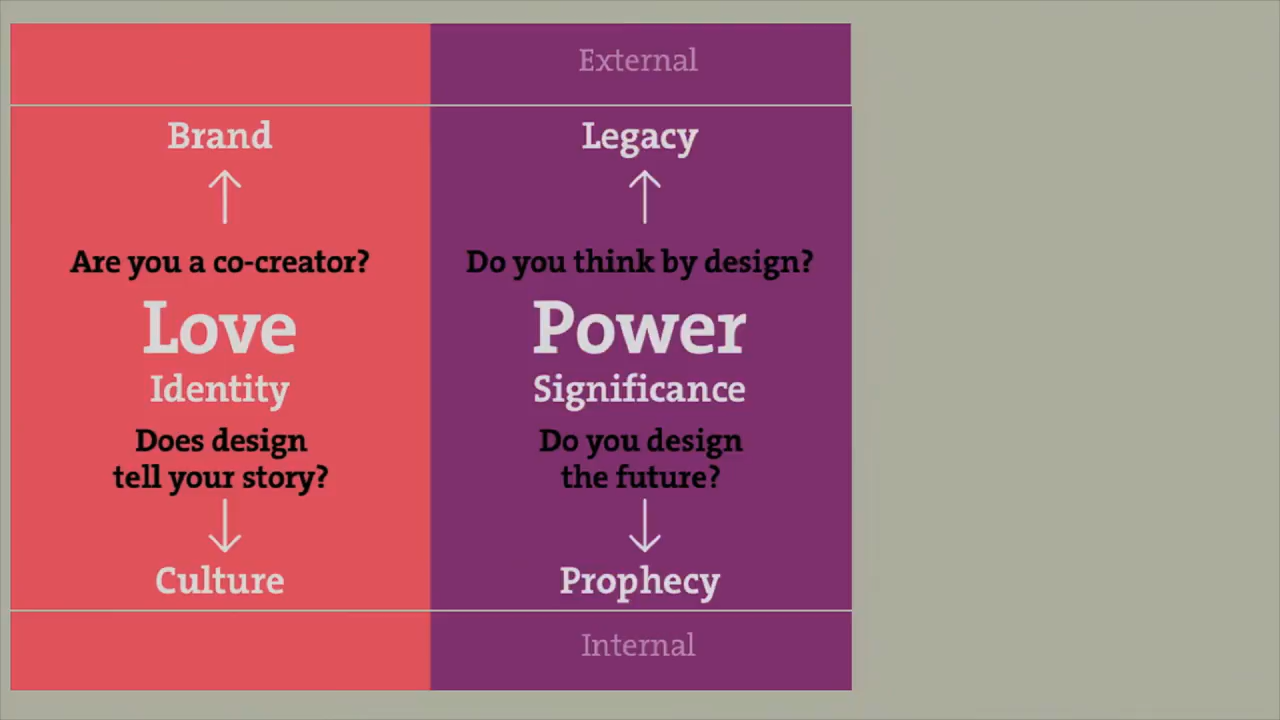 External
Brand
Legacy
Are you a co-creator?
Do you think by design?
Love
Power
Identity
Significance
Does design
tell your story?
Do you design
the future?
Culture
Prophecy
Internal